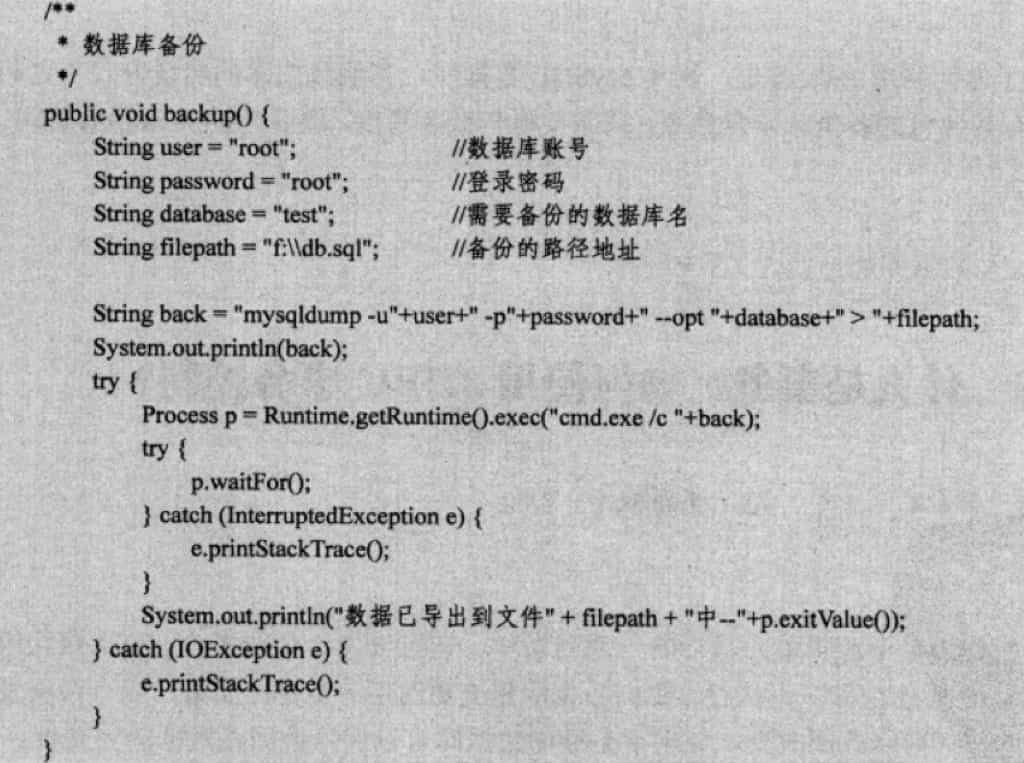 /**
 * 数据库备份
 */
public void backup() {
    String user = "root";                //数据库账号
    String password = "root";            //登录密码
    String database = "test";            //需要备份的数据库名
    String filepath = "f:\\db.sql";      //备份的路径地址

    String back = "mysqldump -u"+user+" -p"+password+" --opt "+database+" > "+filepath;
    System.out.println(back);
    try {
        Process p = Runtime.getRuntime().exec("cmd.exe /c "+back);
        try {
            p.waitFor();
        } catch (InterruptedException e) {
            e.printStackTrace();
        }
        System.out.println("数据已导出到文件" + filepath + "中--"+p.exitValue());
    } catch (IOException e) {
        e.printStackTrace();
    }
}